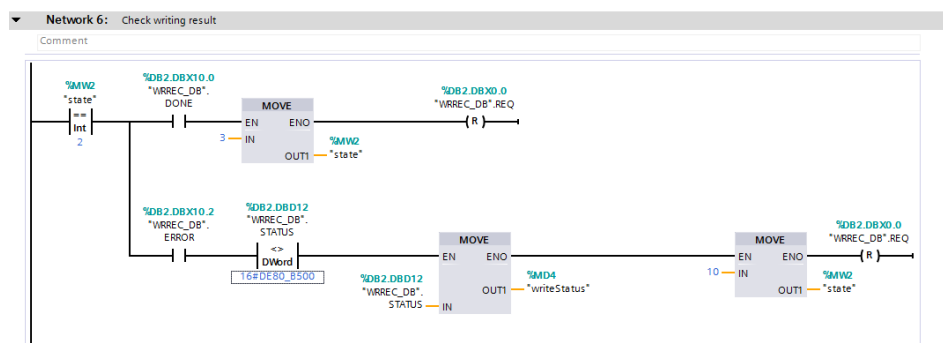 Network 6: Check writing result
Comment
%MW2
"state"
==
Int
2
%DB2.DBX10.0
"WRREC_DB".
DONE
MOVE
EN ENO
3 IN
OUT1
%MW2
"state"
%DB2.DBX0.0
"WRREC_DB".REQ
R
%DB2.DBX10.2
"WRREC_DB".
ERROR
%DB2.DBD12
"WRREC_DB".
STATUS
<>
DWord
16#DE80_B500
MOVE
EN ENO
%DB2.DBD12
"WRREC_DB".
STATUS IN
OUT1
%MD4
"writeStatus"
MOVE
EN ENO
10 IN
OUT1
%MW2
"state"
%DB2.DBX0.0
"WRREC_DB".REQ
R